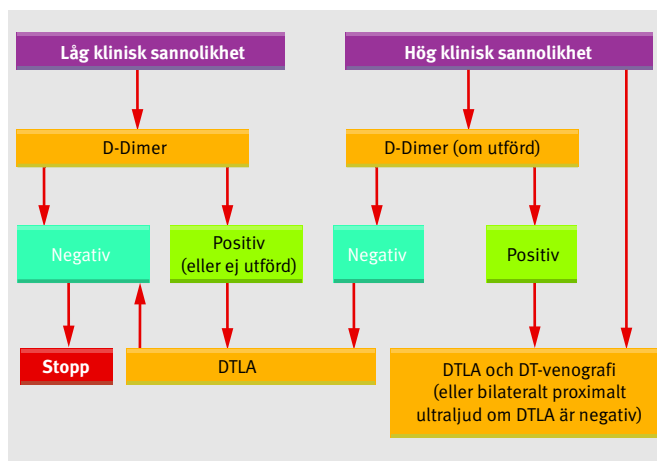 Låg klinisk sannolikhet
Hög klinisk sannolikhet
D-Dimer
D-Dimer (om utförd)
Negativ
Positiv
(eller ej utförd)
Negativ
Positiv
Stopp
DTLA
DTLA och DT-venografi
(eller bilateralt proximalt
ultraljud om DTLA är negativ)